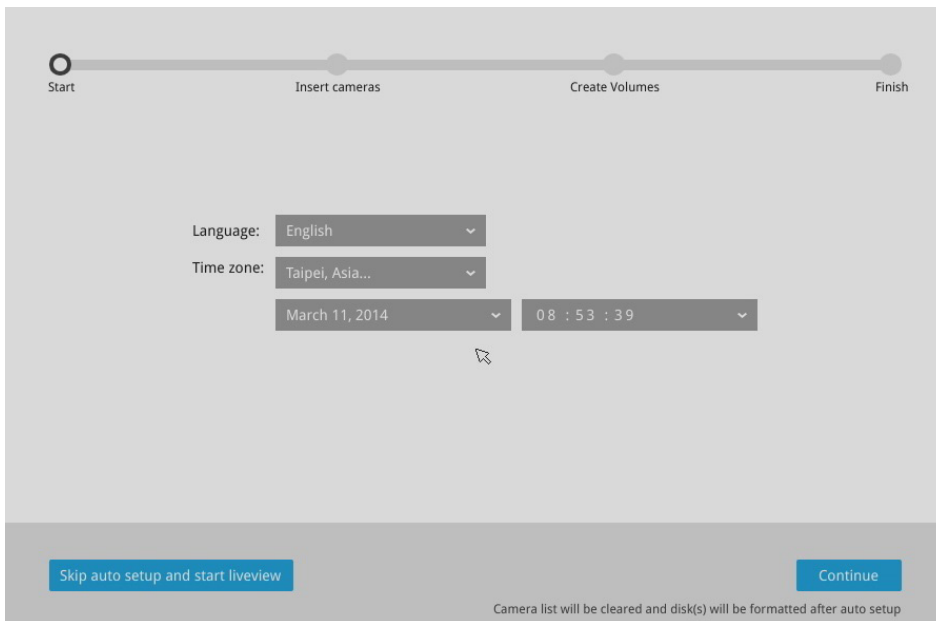 Start Insert cameras Create Volumes Finish
Language: English
Time zone: Taipei, Asia...
March 11, 2014 08 : 53 : 39
Skip auto setup and start liveview Continue
Camera list will be cleared and disk(s) will be formatted after auto setup